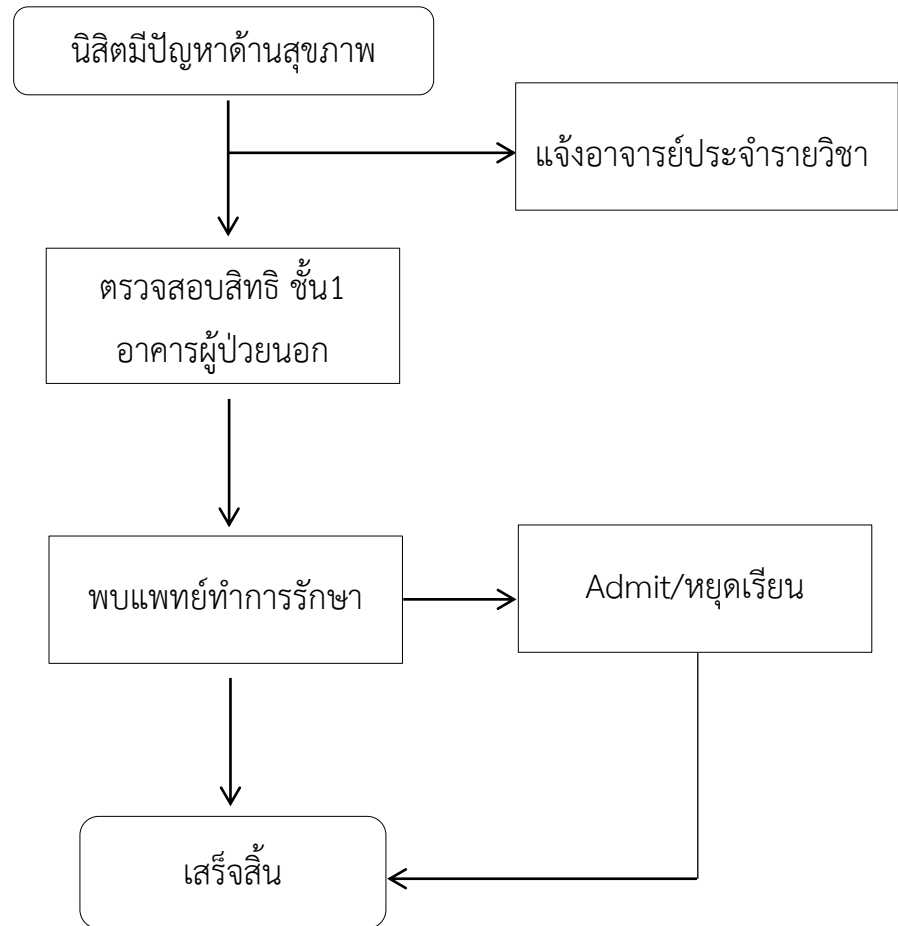 นิสิตมีปัญหาด้านสุขภาพ
แจ้งอาจารย์ประจำรายวิชา
ตรวจสอบสิทธิ ชั้น1
อาคารผู้ป่วยนอก
พบแพทย์ทำการรักษา
Admit/หยุดเรียน
เสร็จสิ้น